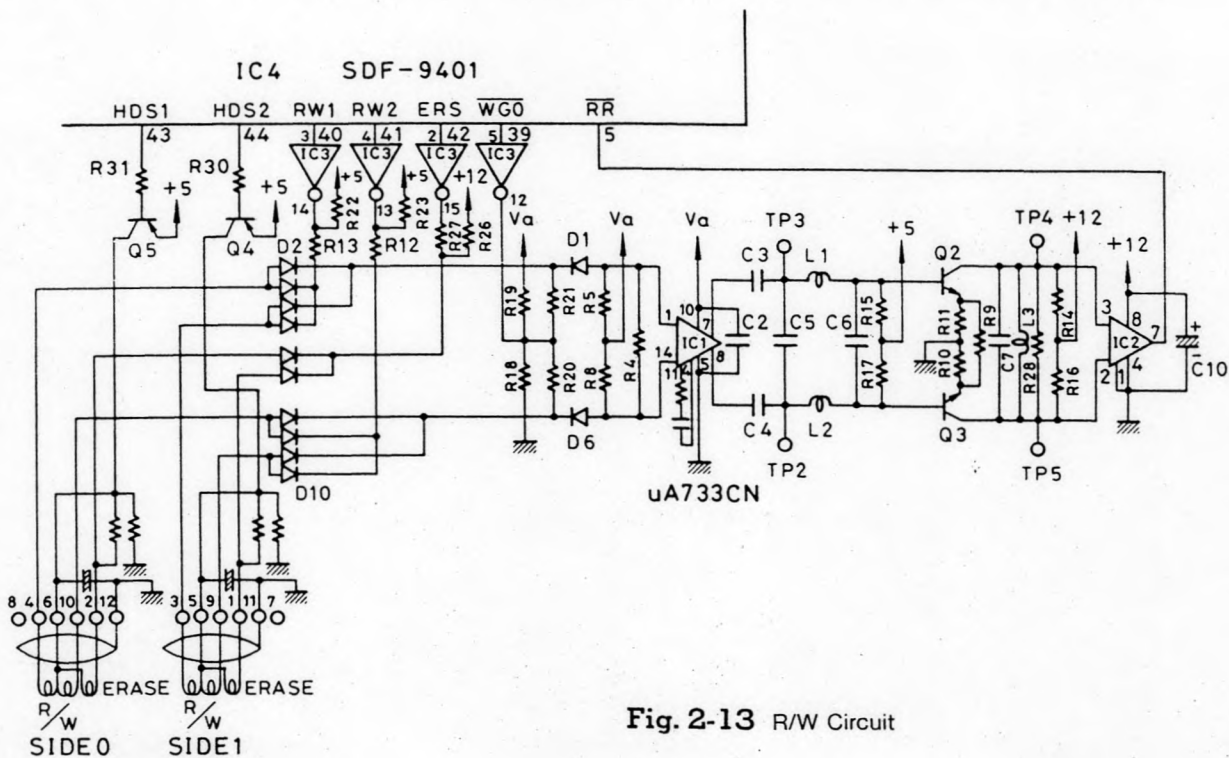 IC4 SDF-9401
HDS1 HDS2 RW1 RW2 ERS WG0 RR
43 44 3 40 4 41 2 42 5 39 5
R31 R30 IC3 IC3 IC3 IC3
+5 +5 +5 +5 +12
14 R22 13 R23 15 R27 R26 12
Q5 Q4 R13 R12
Va Va Va TP3 +5 TP4 +12 +12
D2 D1 C3 L1 Q2
R19 R21 R5 R4 1 10 7 IC1 C2 C5 C6 R15 R11 R9 L3 R14 3 8 IC2 7 +
R18 R20 R8 14 11 4 5 8 R17 R10 C7 R28 R16 2 1 4 C10
D6 C4 L2 Q3
D10 TP2 TP5
uA733CN
8 4 6 10 2 12 3 5 9 1 11 7
ERASE ERASE
R/W R/W
SIDE0 SIDE1
Fig. 2-13 R/W Circuit